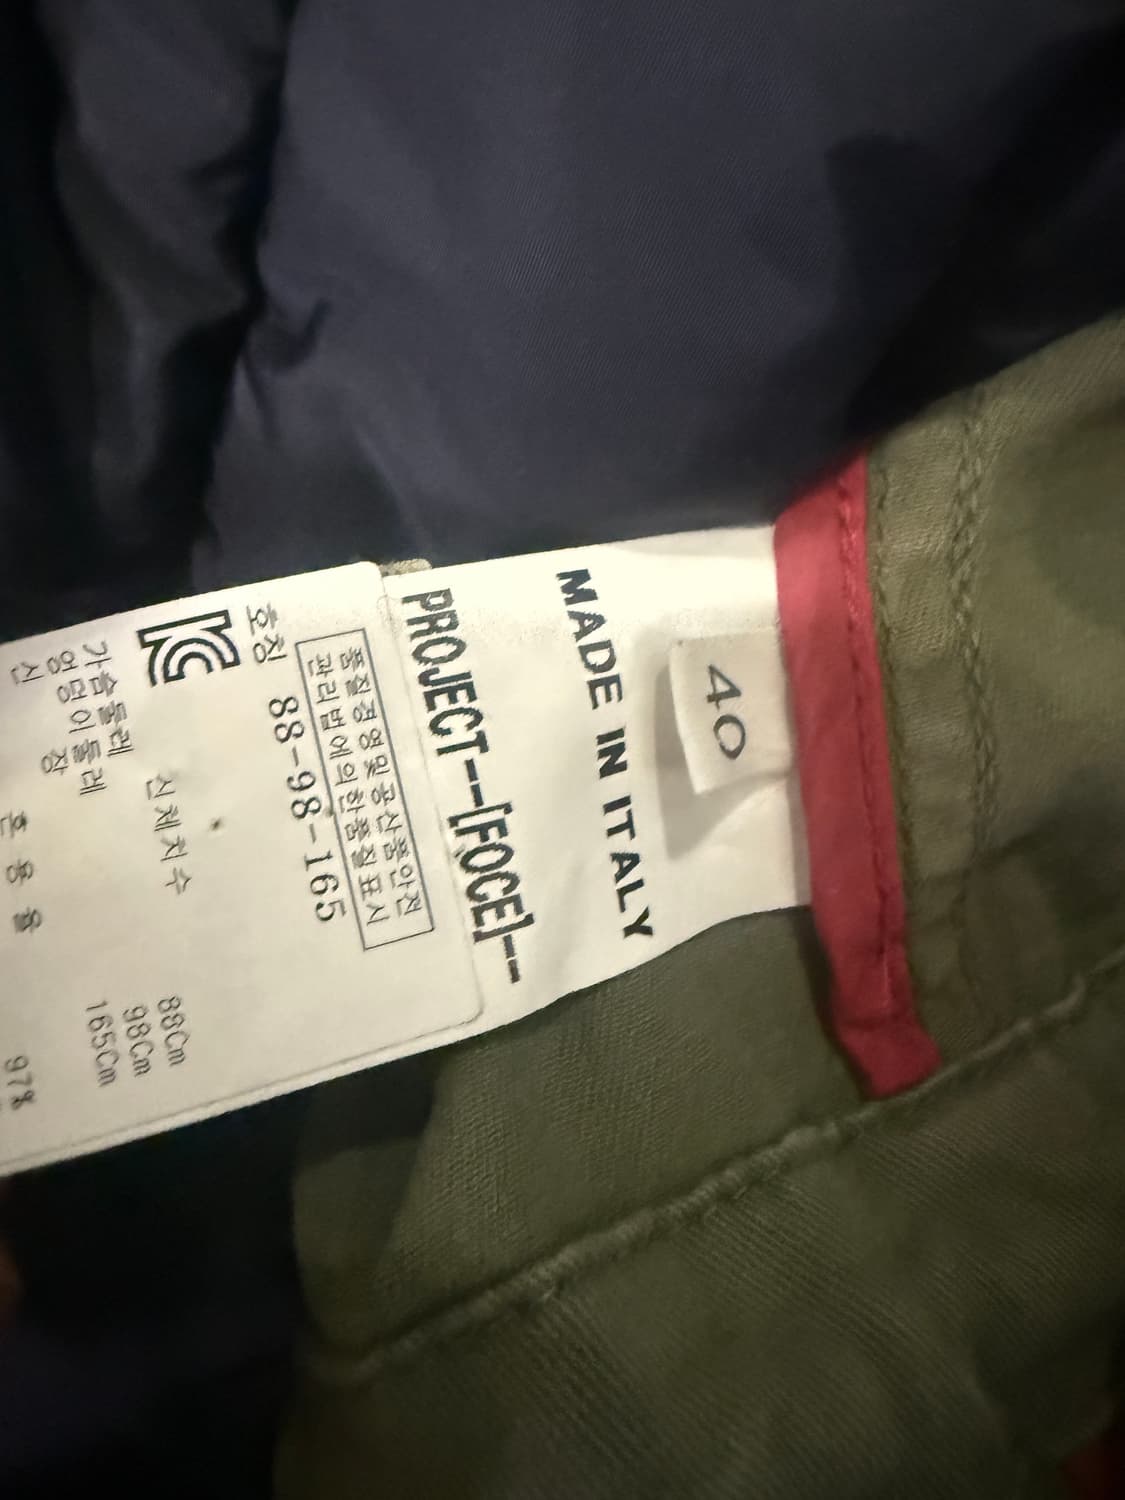 40
MADE IN ITALY
PROJECT--[FOCE]--
품질경영및공산품안전
관리법에의한품질표시
호칭 88-98-165
KC
신체치수
가슴둘레 88Cm
엉덩이둘레 98Cm
신 장 165Cm
혼 용 율
97%